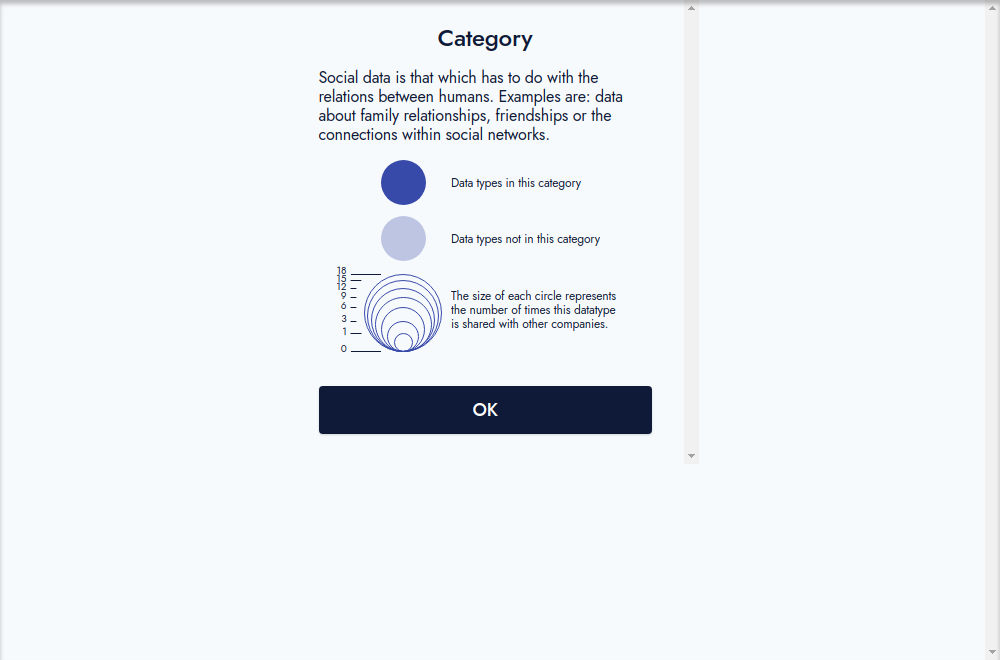 Category
Social data is that which has to do with the
relations between humans. Examples are: data
about family relationships, friendships or the
connections within social networks.
Data types in this category
Data types not in this category
18
15
12
9
6
3
1
0
The size of each circle represents
the number of times this datatype
is shared with other companies.
OK